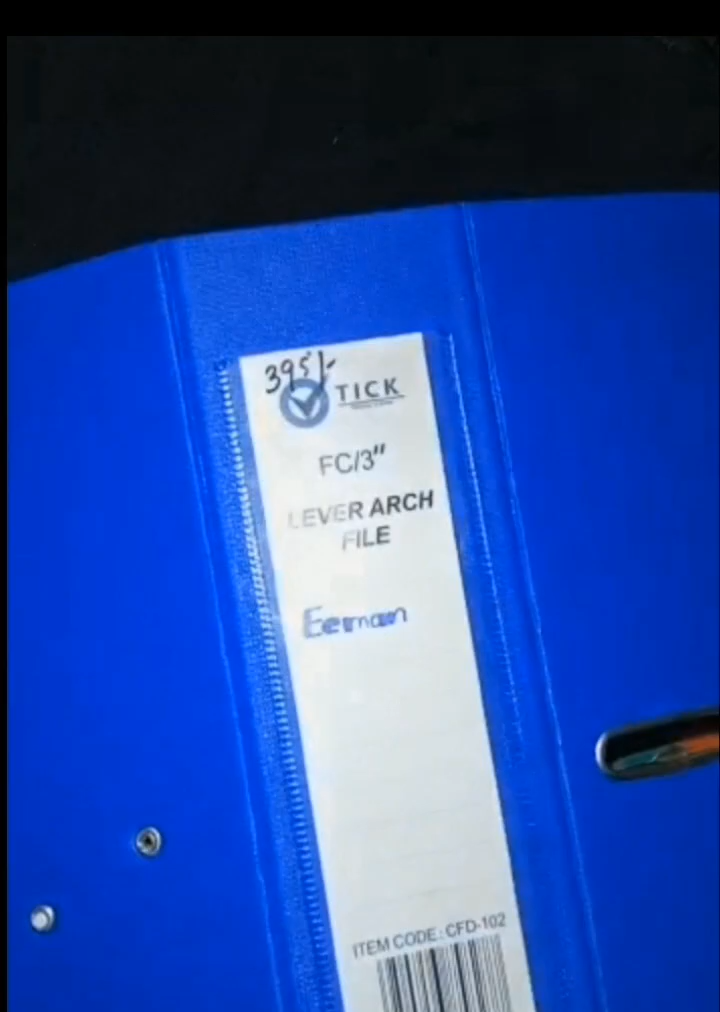 395/-
TICK
FC/3"
LEVER ARCH
FILE
Eeman
ITEM CODE: CFD-102